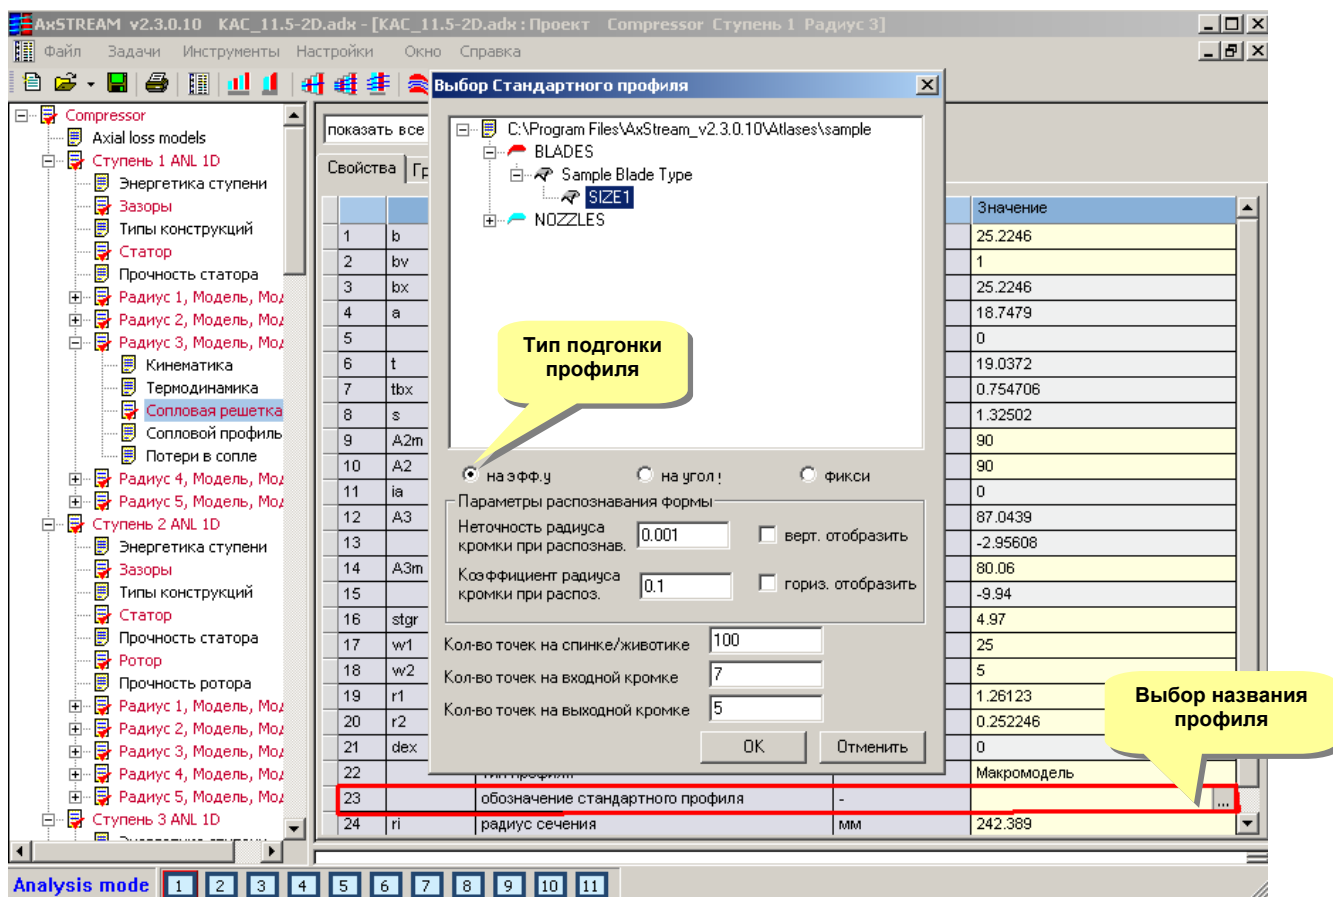 AxSTREAM v2.3.0.10 КАС_11.5-2D.adx - [КАС_11.5-2D.adx : Проект Compressor Ступень 1 Радиус 3]
Файл Задачи Инструменты Настройки Окно Справка
Compressor
Axial loss models
Ступень 1 ANL 1D
Энергетика ступени
Зазоры
Типы конструкций
Статор
Прочность статора
Радиус 1, Модель, Мод
Радиус 2, Модель, Мод
Радиус 3, Модель, Мод
Кинематика
Термодинамика
Сопловая решетка
Сопловой профиль
Потери в сопле
Радиус 4, Модель, Мод
Радиус 5, Модель, Мод
Ступень 2 ANL 1D
Энергетика ступени
Зазоры
Типы конструкций
Статор
Прочность статора
Ротор
Прочность ротора
Радиус 1, Модель, Мод
Радиус 2, Модель, Мод
Радиус 3, Модель, Мод
Радиус 4, Модель, Мод
Радиус 5, Модель, Мод
Ступень 3 ANL 1D
показать все
Свойства Гр
Значение
1 b 25.2246
2 bv 1
3 bx 25.2246
4 a 18.7479
5 0
6 t 19.0372
7 tbx 0.754706
8 s 1.32502
9 A2m 90
10 A2 90
11 ia 0
12 A3 87.0439
13 -2.95608
14 A3m 80.06
15 -9.94
16 stgr 4.97
17 w1 25
18 w2 5
19 r1 1.26123
20 r2 0.252246
21 dex 0
22 Макромодель
23 обозначение стандартного профиля - ...
24 ri радиус сечения мм 242.389
Выбор Стандартного профиля
C:\Program Files\AxStream_v2.3.0.10\Atlases\sample
BLADES
Sample Blade Type
SIZE1
NOZZLES
Тип подгонки
профиля
на эфф.у на угол фикси
Параметры распознавания формы
Неточность радиуса
кромки при распознав. 0.001 верт. отобразить
Коэффициент радиуса
кромки при распоз. 0.1 гориз. отобразить
Кол-во точек на спинке/животике 100
Кол-во точек на входной кромке 7
Кол-во точек на выходной кромке 5
OK Отменить
Выбор названия
профиля
Analysis mode 1 2 3 4 5 6 7 8 9 10 11